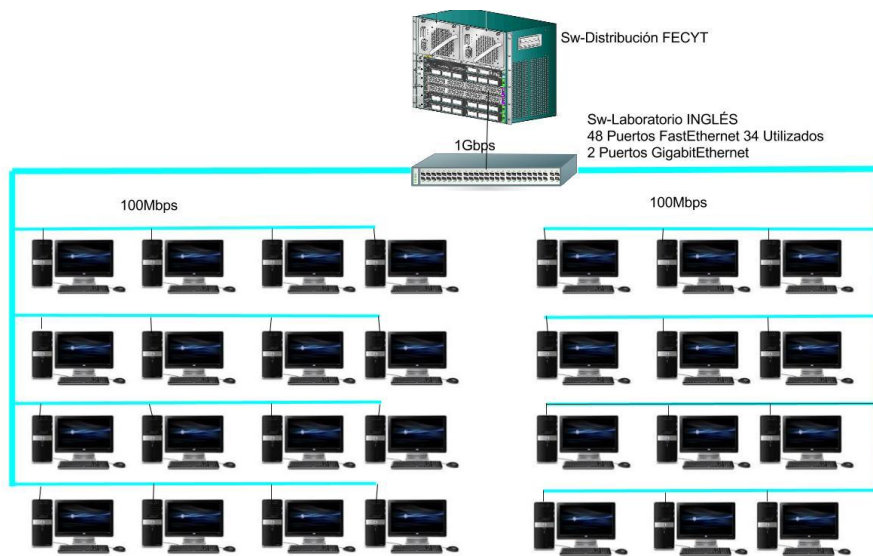 Sw-Distribución FECYT
Sw-Laboratorio INGLÉS
48 Puertos FastEthernet 34 Utilizados
2 Puertos GigabitEthernet
1Gbps
100Mbps
100Mbps